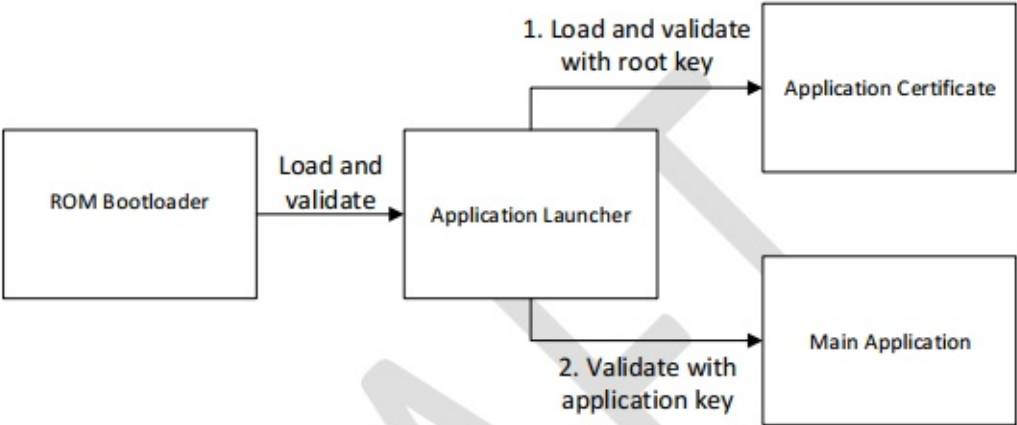 1. Load and validate
with root key
Application Certificate
Load and
validate
ROM Bootloader
Application Launcher
Main Application
2. Validate with
application key